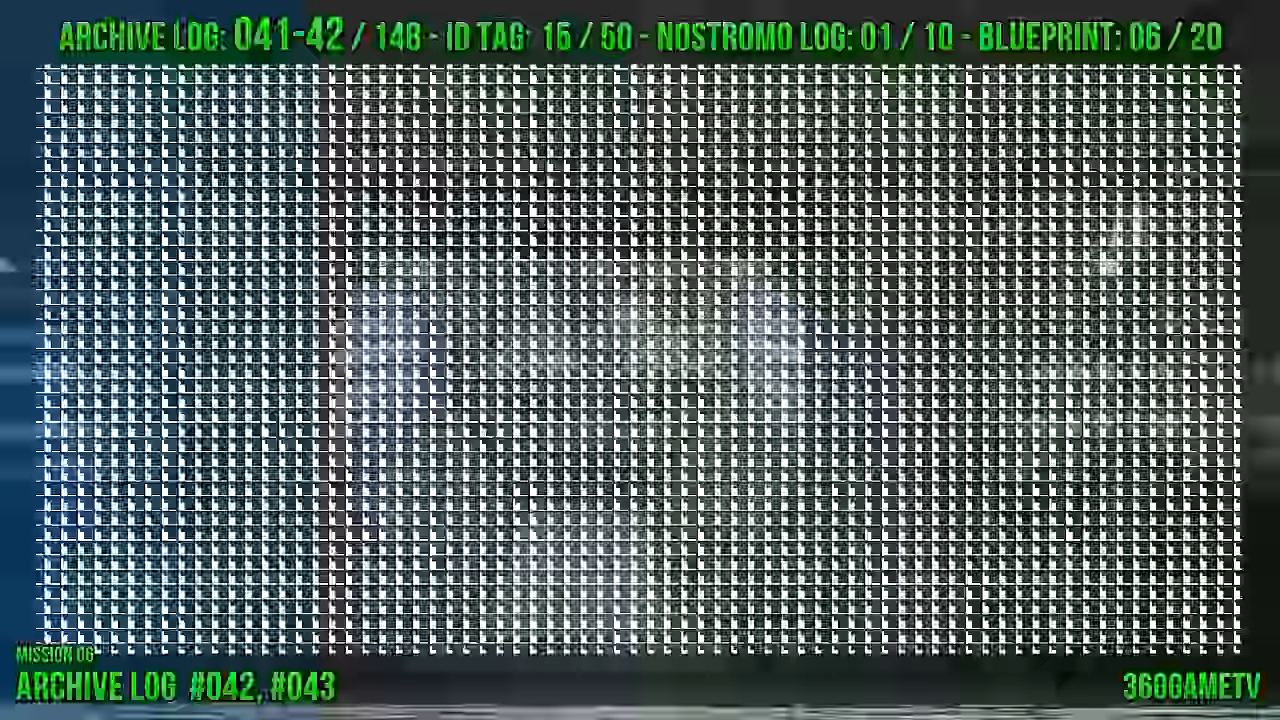 ARCHIVE LOG: 041-42 / 148 - ID TAG: 15 / 50 - NOSTROMO LOG: 01 / 10 - BLUEPRINT: 06 / 20
MISSION 06
ARCHIVE LOG #042, #043
360GAMETV